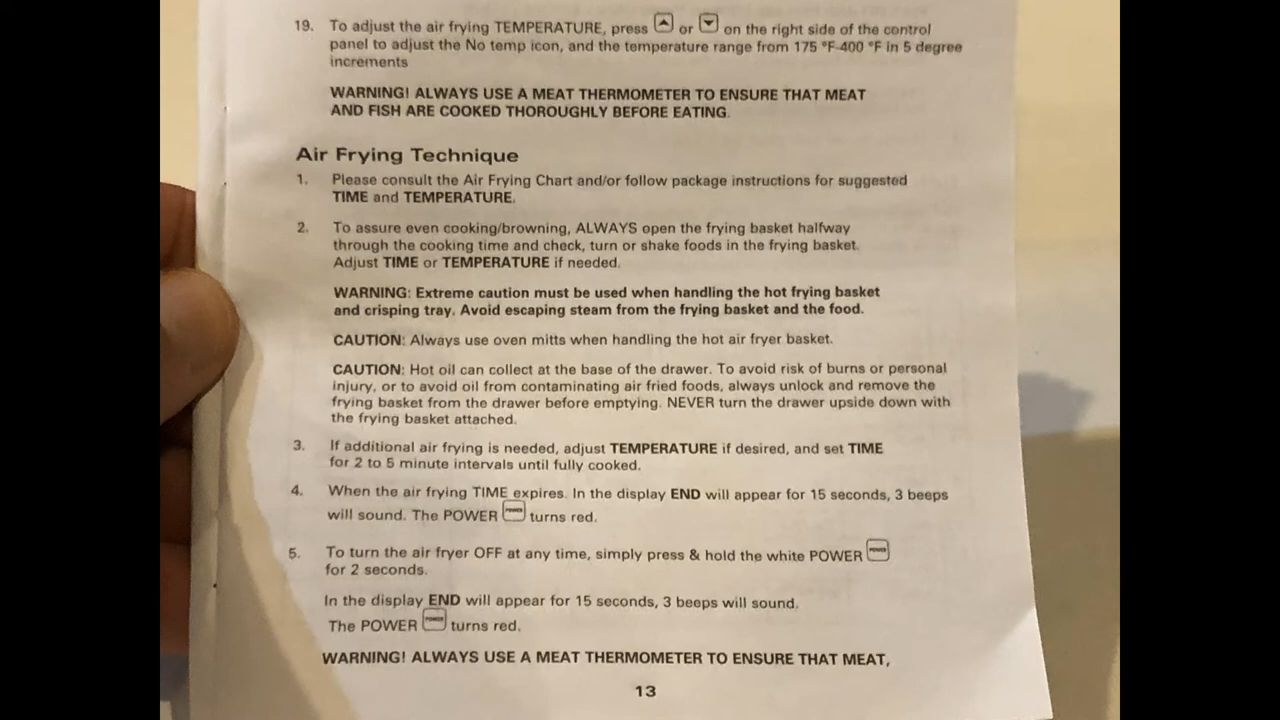 19. To adjust the air frying TEMPERATURE, press or on the right side of the control
panel to adjust the No temp icon, and the temperature range from 175 °F-400 °F in 5 degree
increments
WARNING! ALWAYS USE A MEAT THERMOMETER TO ENSURE THAT MEAT
AND FISH ARE COOKED THOROUGHLY BEFORE EATING.
Air Frying Technique
1. Please consult the Air Frying Chart and/or follow package instructions for suggested
TIME and TEMPERATURE.
2. To assure even cooking/browning, ALWAYS open the frying basket halfway
through the cooking time and check, turn or shake foods in the frying basket.
Adjust TIME or TEMPERATURE if needed.
WARNING: Extreme caution must be used when handling the hot frying basket
and crisping tray. Avoid escaping steam from the frying basket and the food.
CAUTION: Always use oven mitts when handling the hot air fryer basket.
CAUTION: Hot oil can collect at the base of the drawer. To avoid risk of burns or personal
injury, or to avoid oil from contaminating air fried foods, always unlock and remove the
frying basket from the drawer before emptying. NEVER turn the drawer upside down with
the frying basket attached.
3. If additional air frying is needed, adjust TEMPERATURE if desired, and set TIME
for 2 to 5 minute intervals until fully cooked.
4. When the air frying TIME expires. In the display END will appear for 15 seconds, 3 beeps
will sound. The POWER POWER turns red.
5. To turn the air fryer OFF at any time, simply press & hold the white POWER POWER
for 2 seconds.
In the display END will appear for 15 seconds, 3 beeps will sound.
The POWER POWER turns red.
WARNING! ALWAYS USE A MEAT THERMOMETER TO ENSURE THAT MEAT,
13